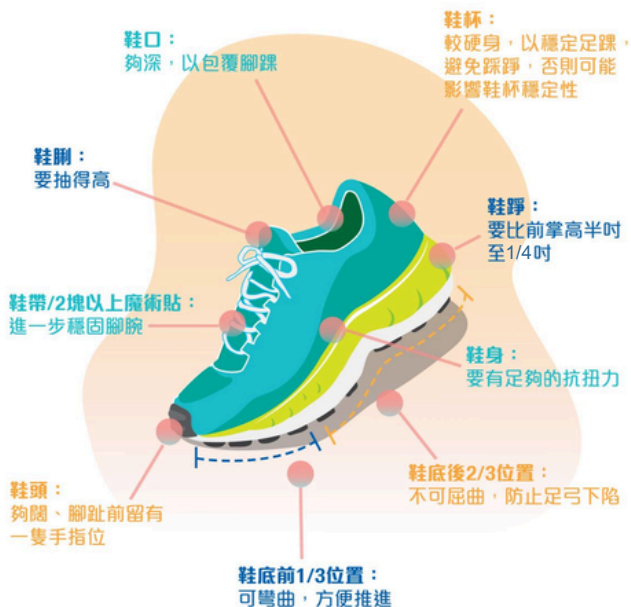 鞋口：
夠深，以包覆腳踝
鞋杯：
較硬身，以穩定足踝，
避免踩踭，否則可能
影響鞋杯穩定性
鞋脷：
要抽得高
鞋踭：
要比前掌高半吋
至1/4吋
鞋帶/2塊以上魔術貼：
進一步穩固腳腕
鞋身：
要有足夠的抗扭力
鞋底後2/3位置：
不可屈曲，防止足弓下陷
鞋頭：
夠闊、腳趾前留有
一隻手指位
鞋底前1/3位置：
可彎曲，方便推進